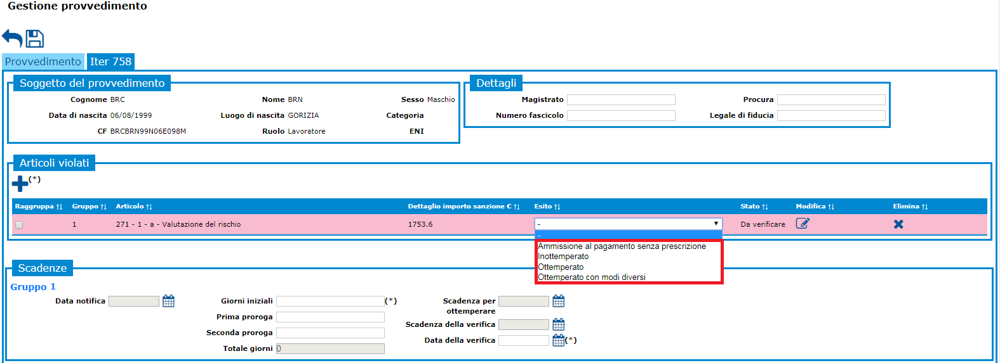 Gestione provvedimento
Provvedimento Iter 758
Soggetto del provvedimento
Cognome BRC Nome BRN Sesso Maschio
Data di nascita 06/08/1999 Luogo di nascita GORIZIA Categoria
CF BRCBRN99N06E098M Ruolo Lavoratore ENI
Dettagli
Magistrato Procura
Numero fascicolo Legale di fiducia
Articoli violati
(*)
Raggruppa Gruppo Articolo Dettaglio importo sanzione € Esito Stato Modifica Elimina
1 271 - 1 - a - Valutazione del rischio 1753.6 - Da verificare
-
Ammissione al pagamento senza prescrizione
Inottemperato
Ottemperato
Ottemperato con modi diversi
Scadenze
Gruppo 1
Data notifica Giorni iniziali (*) Scadenza per
ottemperare
Prima proroga
Scadenza della verifica
Seconda proroga
Data della verifica (*)
Totale giorni 0